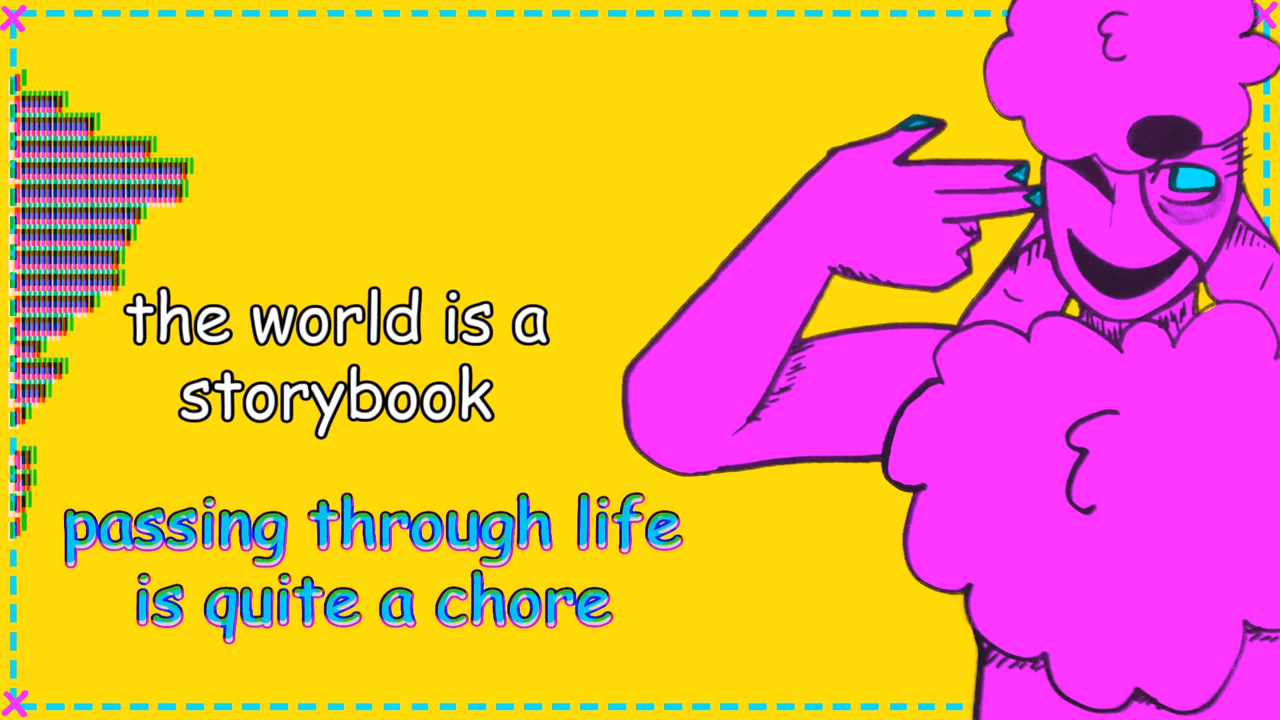 the world is a
storybook
passing through life
is quite a chore